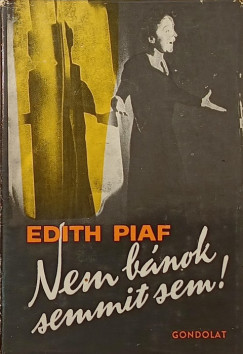 EDITH PIAF
Nem bánok
semmit sem!
GONDOLAT